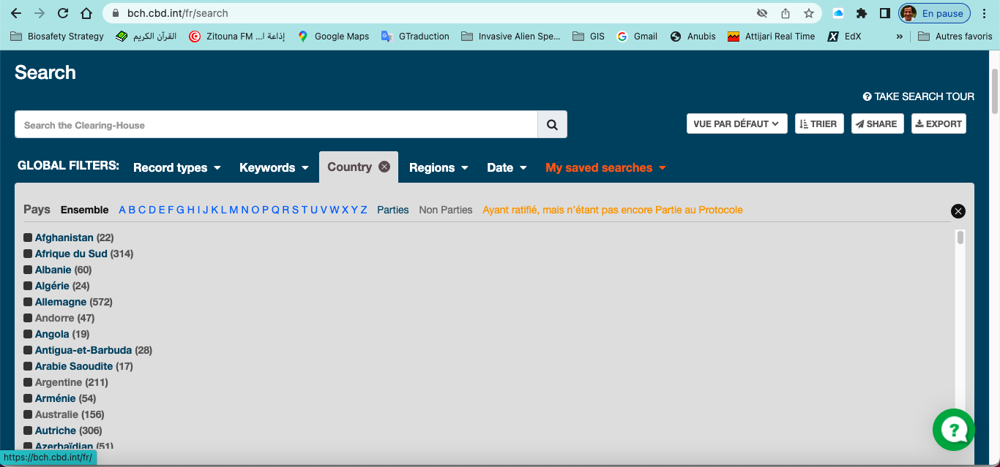 bch.cbd.int/fr/search
En pause
Biosafety Strategy القرآن الكريم Zitouna FM ...إذاعة ا Google Maps GTraduction Invasive Alien Spe... GIS Gmail Anubis Attijari Real Time EdX » Autres favoris
Search
TAKE SEARCH TOUR
Search the Clearing-House
VUE PAR DÉFAUT TRIER SHARE EXPORT
GLOBAL FILTERS: Record types Keywords Country Regions Date My saved searches
Pays Ensemble A B C D E F G H I J K L M N O P Q R S T U V W X Y Z Parties Non Parties Ayant ratifié, mais n'étant pas encore Partie au Protocole
Afghanistan (22)
Afrique du Sud (314)
Albanie (60)
Algérie (24)
Allemagne (572)
Andorre (47)
Angola (19)
Antigua-et-Barbuda (28)
Arabie Saoudite (17)
Argentine (211)
Arménie (54)
Australie (156)
Autriche (306)
Azerbaïdjan (51)
https://bch.cbd.int/fr/